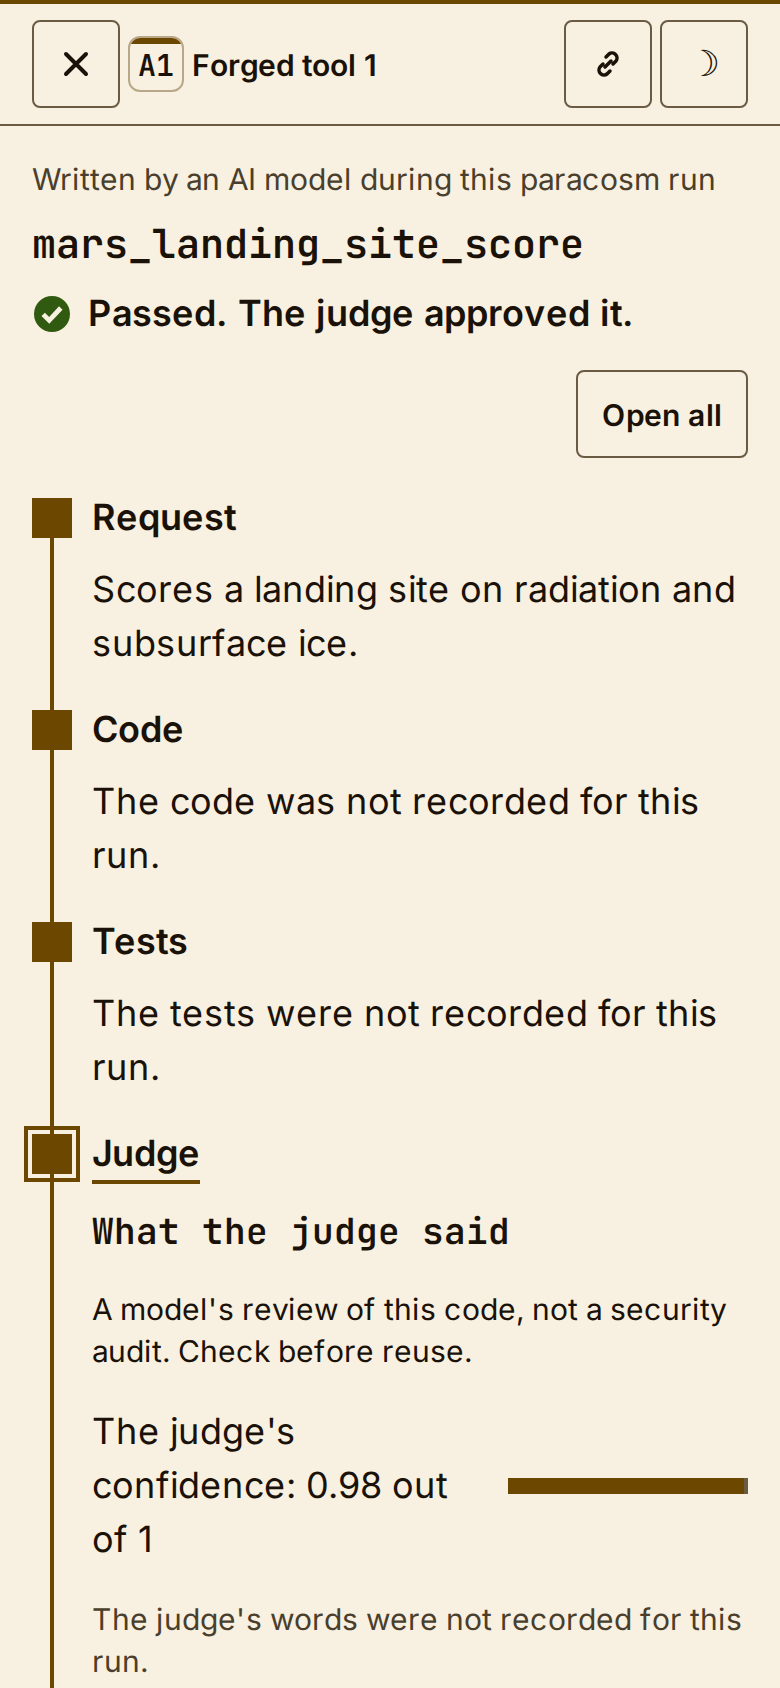 A1 Forged tool 1
Written by an AI model during this paracosm run
mars_landing_site_score
Passed. The judge approved it.
Open all
Request
Scores a landing site on radiation and
subsurface ice.
Code
The code was not recorded for this
run.
Tests
The tests were not recorded for this
run.
Judge
What the judge said
A model's review of this code, not a security
audit. Check before reuse.
The judge's
confidence: 0.98 out
of 1
The judge's words were not recorded for this
run.